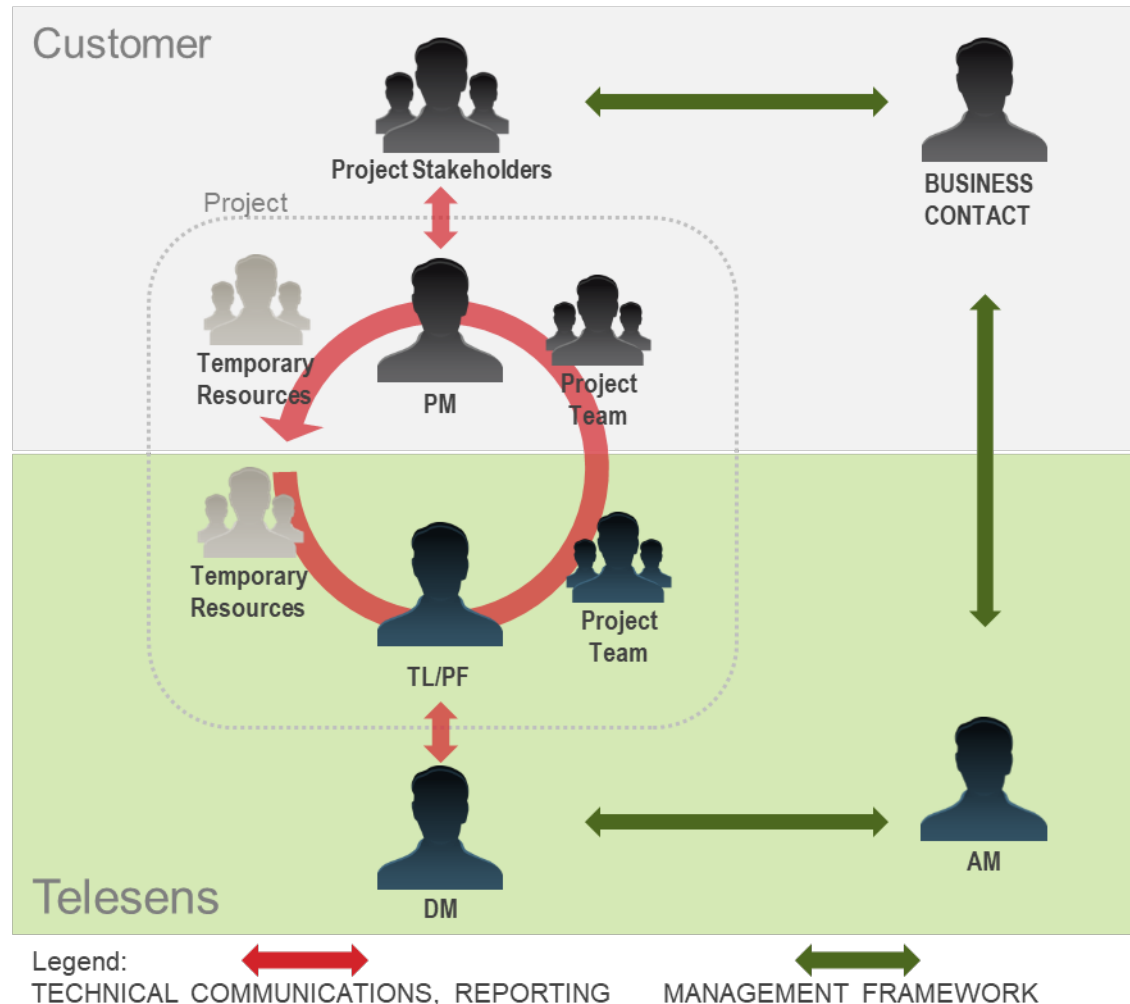 Customer
Project Stakeholders
BUSINESS
CONTACT
Project
Temporary
Resources
PM
Project
Team
Temporary
Resources
TL/PF
Project
Team
DM
AM
Telesens
Legend:
TECHNICAL COMMUNICATIONS, REPORTING
MANAGEMENT FRAMEWORK